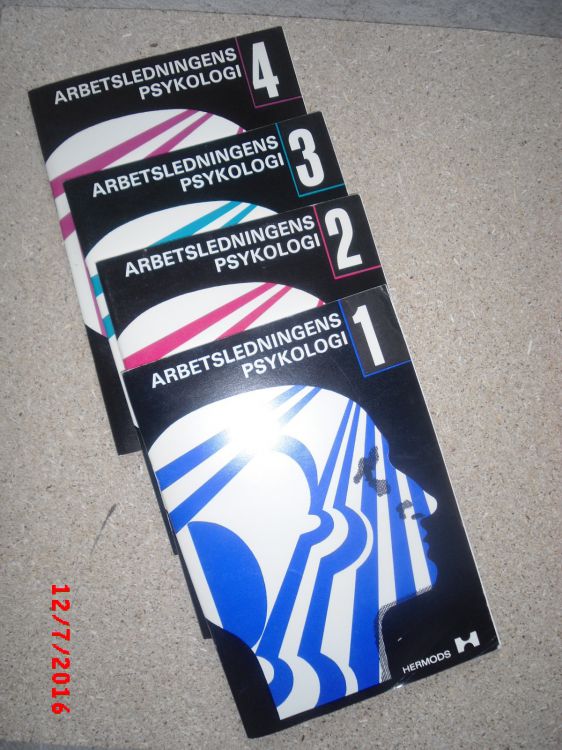 ARBETSLEDNINGENS
PSYKOLOGI
4
ARBETSLEDNINGENS
PSYKOLOGI
3
ARBETSLEDNINGENS
PSYKOLOGI
2
ARBETSLEDNINGENS
PSYKOLOGI
1
HERMODS
12/7/2016